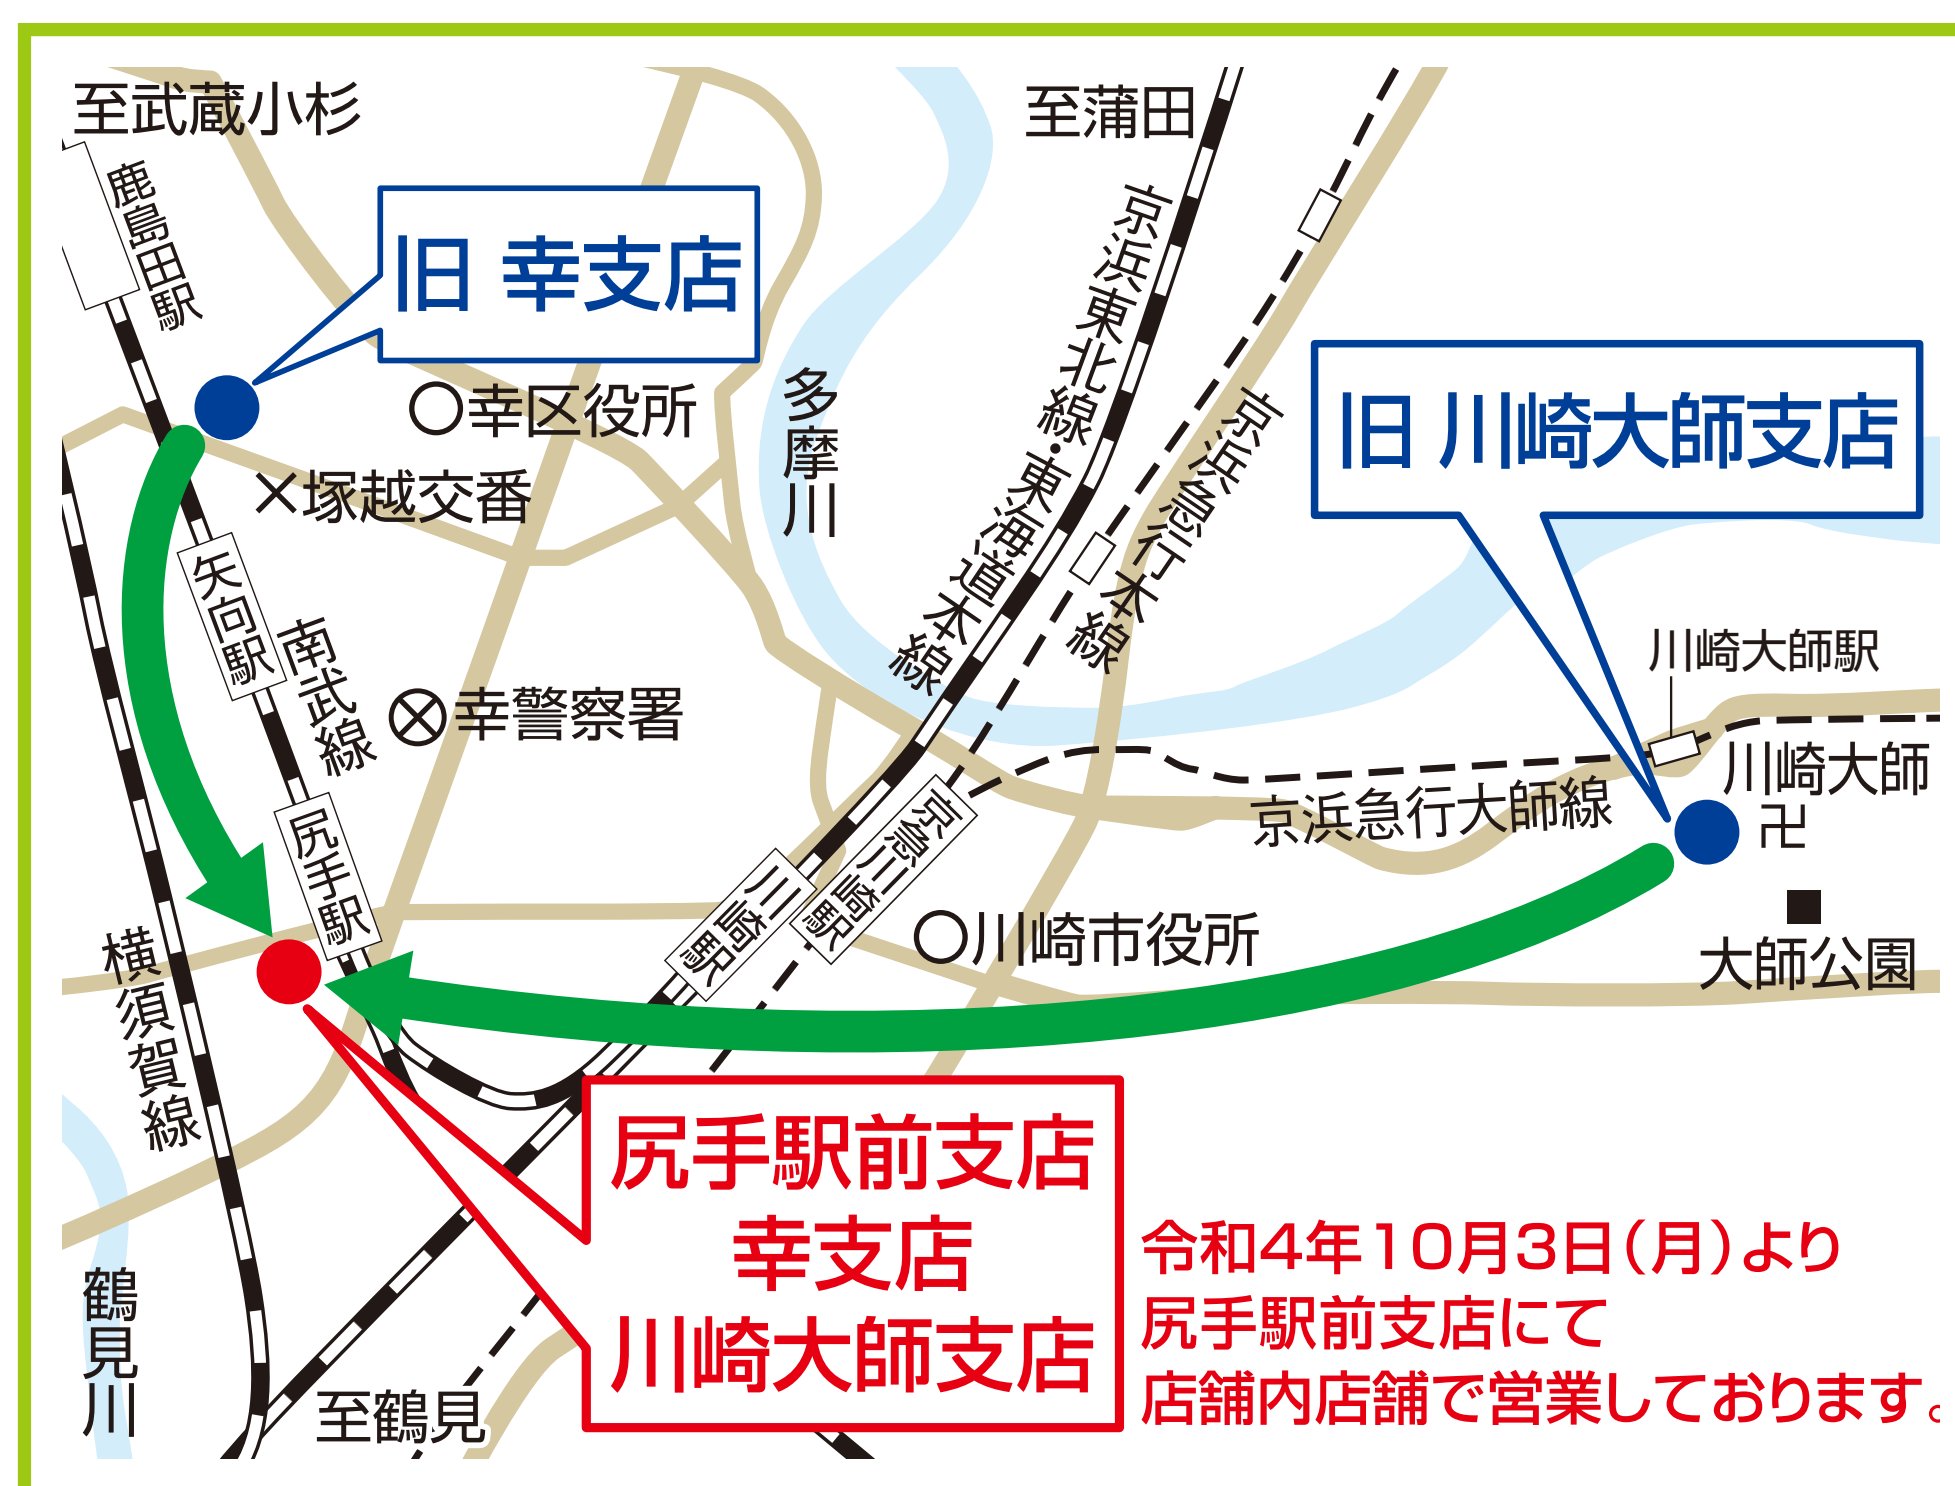 至武蔵小杉
至蒲田
鹿島田駅
旧 幸支店
京浜東北線・東海道本線
旧 川崎大師支店
多摩川
幸区役所
京浜急行本線
塚越交番
矢向駅
南武線
川崎大師駅
幸警察署
川崎大師
卍
京浜急行大師線
尻手駅
京急川崎駅
川崎駅
川崎市役所
大師公園
横須賀線
尻手駅前支店
幸支店
川崎大師支店
令和4年10月3日(月)より
尻手駅前支店にて
店舗内店舗で営業しております。
鶴見川
至鶴見